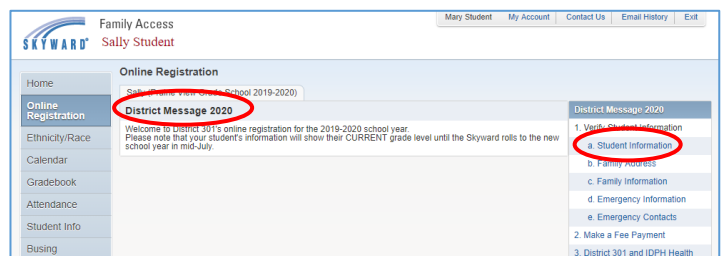 Family Access
Mary Student My Account Contact Us Email History Exit
SKYWARD® Sally Student
Home
Online Registration
Ethnicity/Race
Calendar
Gradebook
Attendance
Student Info
Busing
Online Registration
Sally (Prairie View Grade School 2019-2020)
District Message 2020
Welcome to District 301's online registration for the 2019-2020 school year.
Please note that your student's information will show their CURRENT grade level until the Skyward rolls to the new
school year in mid-July.
District Message 2020
1. Verify Student Information
a. Student Information
b. Family Address
c. Family Information
d. Emergency Information
e. Emergency Contacts
2. Make a Fee Payment
3. District 301 and IDPH Health